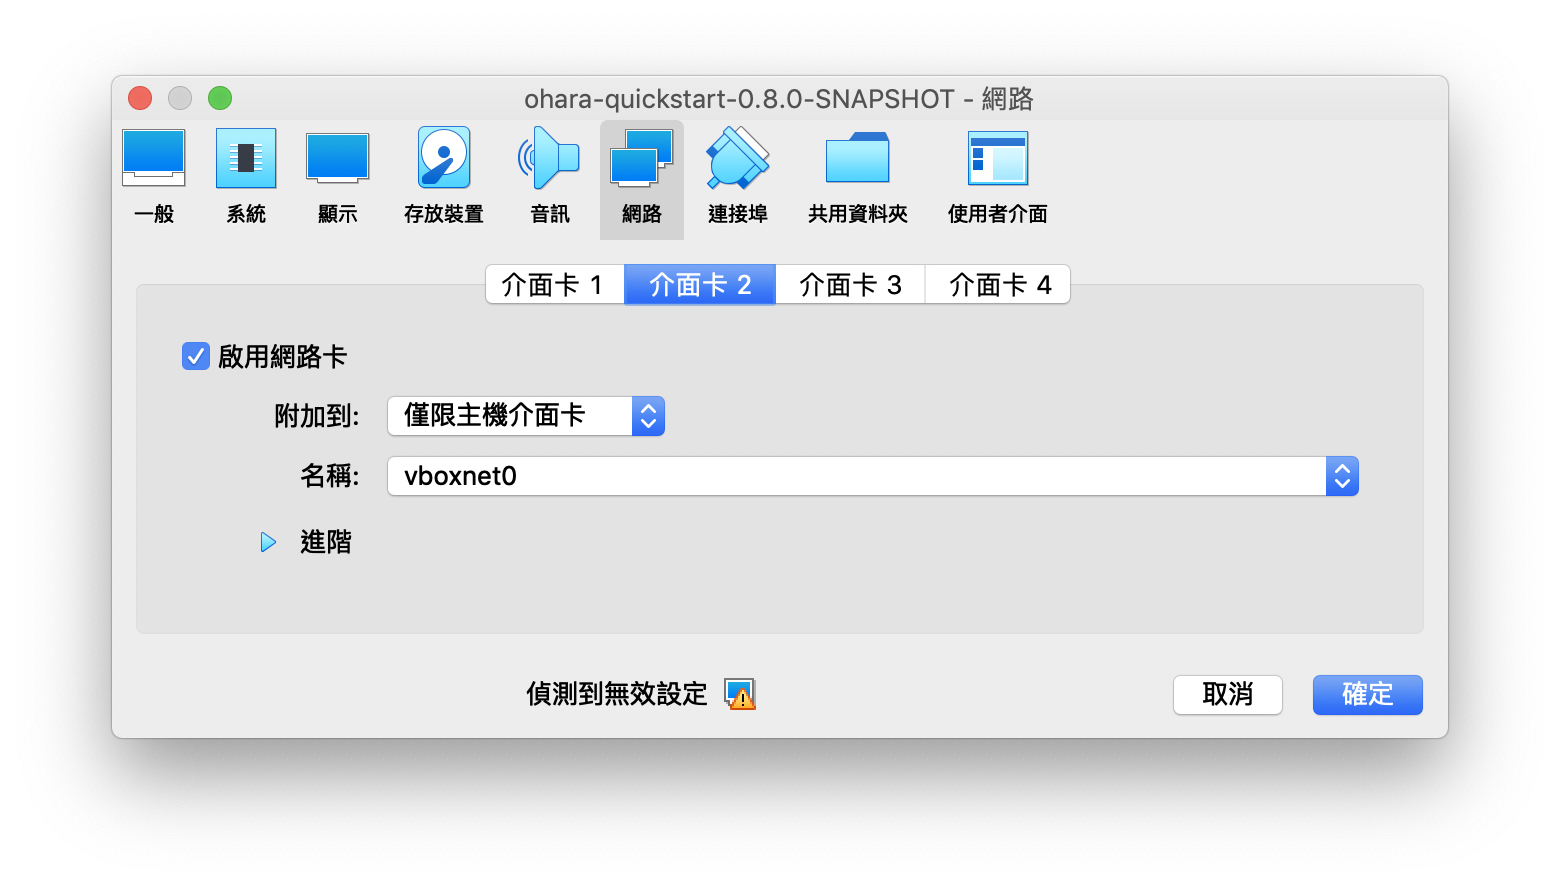 ohara-quickstart-0.8.0-SNAPSHOT - 網路
一般 系統 顯示 存放裝置 音訊 網路 連接埠 共用資料夾 使用者介面
介面卡 1 介面卡 2 介面卡 3 介面卡 4
啟用網路卡
附加到: 僅限主機介面卡
名稱: vboxnet0
進階
偵測到無效設定 取消 確定